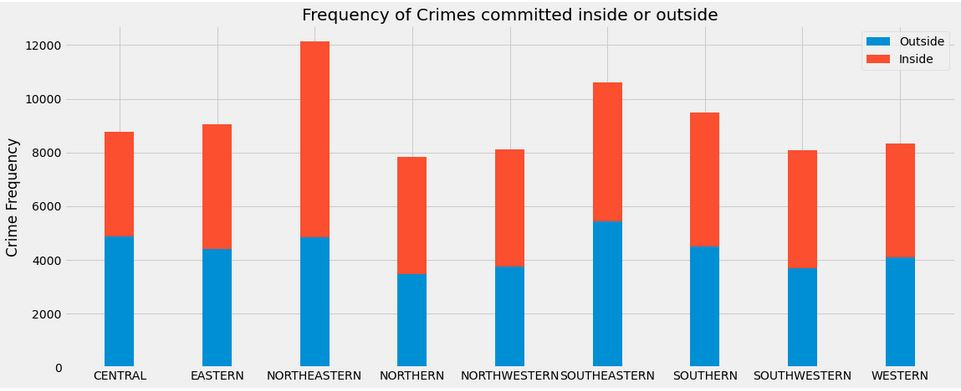 Frequency of Crimes committed inside or outside
Outside
Inside
Crime Frequency
12000
10000
8000
6000
4000
2000
0
CENTRAL EASTERN NORTHEASTERN NORTHERN NORTHWESTERN SOUTHEASTERN SOUTHERN SOUTHWESTERN WESTERN